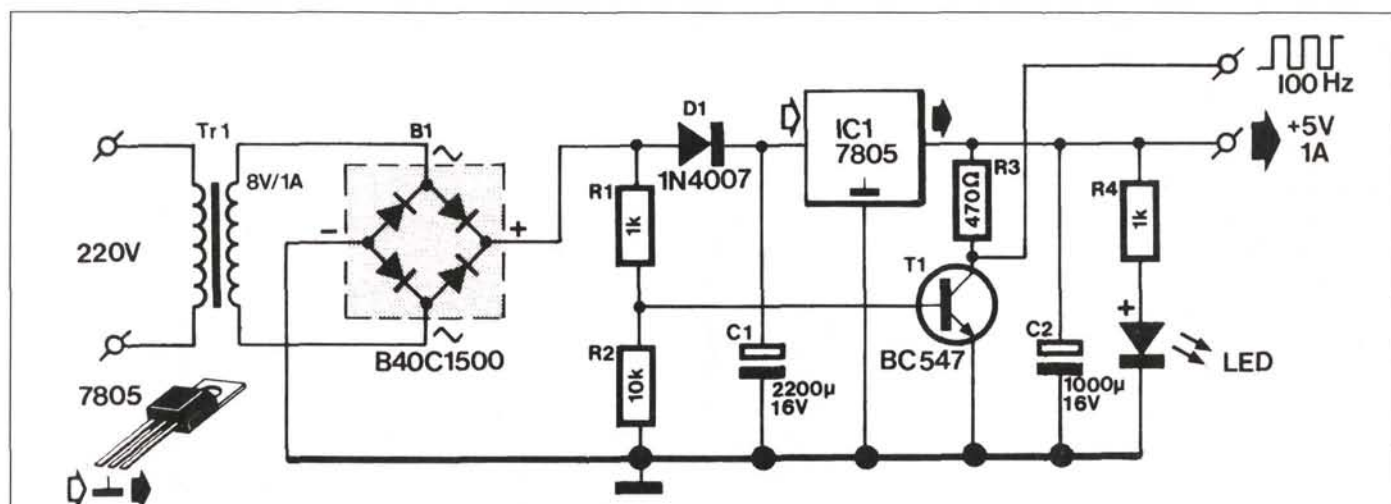 Tr1
220V
8V/1A
B1
~
-
+
~
B40C1500
7805
D1
1N4007
R1
1k
R2
10k
C1
2200µ
16V
IC1
7805
R3
470Ω
T1
BC547
C2
1000µ
16V
R4
1k
+
LED
100 Hz
+5V
1A